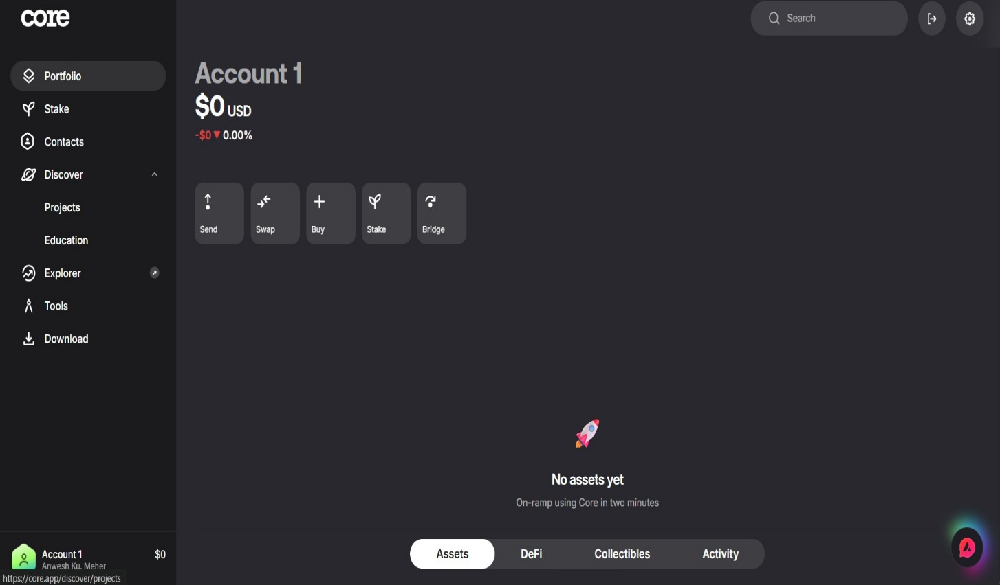 core
Search
Portfolio
Stake
Contacts
Discover
Projects
Education
Explorer
Tools
Download
Account 1
$0 USD
-$0▼0.00%
Send
Swap
Buy
Stake
Bridge
No assets yet
On-ramp using Core in two minutes
Assets
DeFi
Collectibles
Activity
Account 1
$0
Anwesh Ku. Meher
https://core.app/discover/projects